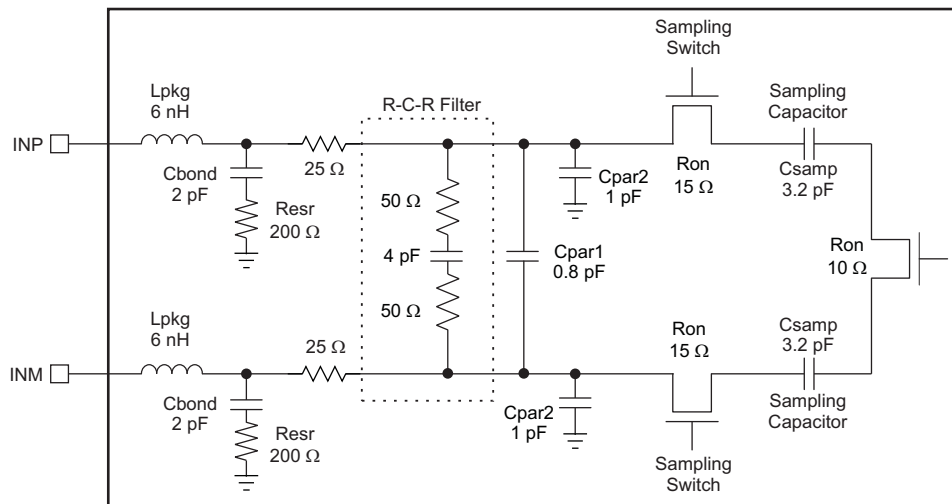 Sampling
Switch
Lpkg
6 nH
R-C-R Filter
Sampling
Capacitor
INP
25 Ω
Cbond
2 pF
Resr
200 Ω
50 Ω
4 pF
50 Ω
Cpar2
1 pF
Ron
15 Ω
Csamp
3.2 pF
Cpar1
0.8 pF
Ron
10 Ω
Lpkg
6 nH
25 Ω
Ron
15 Ω
Csamp
3.2 pF
INM
Cbond
2 pF
Resr
200 Ω
Cpar2
1 pF
Sampling
Capacitor
Sampling
Switch